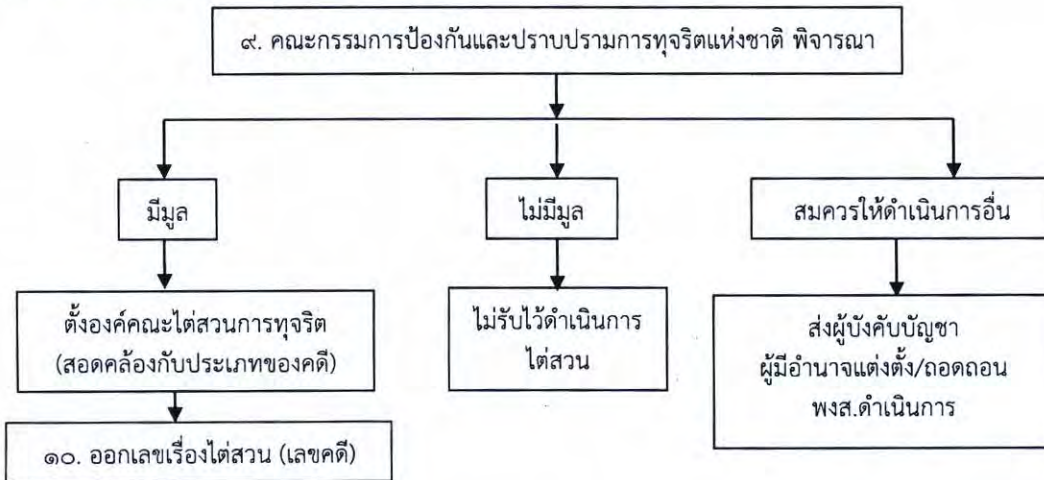 ๙. คณะกรรมการป้องกันและปราบปรามการทุจริตแห่งชาติ พิจารณา
มีมูล
ไม่มีมูล
สมควรให้ดำเนินการอื่น
ตั้งองค์คณะไต่สวนการทุจริต
(สอดคล้องกับประเภทของคดี)
ไม่รับไว้ดำเนินการ
ไต่สวน
ส่งผู้บังคับบัญชา
ผู้มีอำนาจแต่งตั้ง/ถอดถอน
พงส.ดำเนินการ
๑๐. ออกเลขเรื่องไต่สวน (เลขคดี)